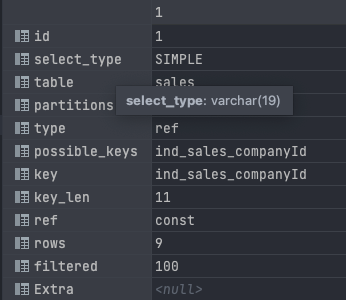 1
id 1
select_type SIMPLE
table sales
partitions
select_type: varchar(19)
type ref
possible_keys ind_sales_companyId
key ind_sales_companyId
key_len 11
ref const
rows 9
filtered 100
Extra <null>